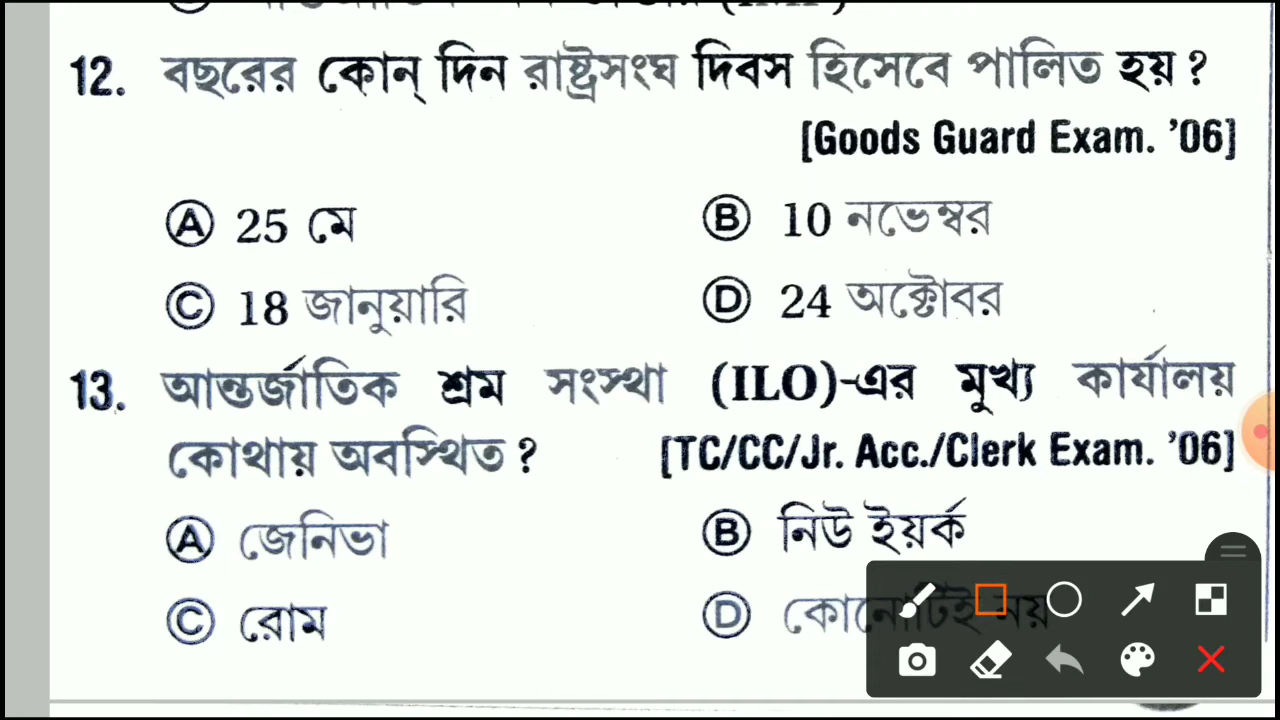 12. বছরের কোন্ দিন রাষ্ট্রসংঘ দিবস হিসেবে পালিত হয় ?
[Goods Guard Exam. ’06]
Ⓐ 25 মে Ⓑ 10 নভেম্বর
Ⓒ 18 জানুয়ারি Ⓓ 24 অক্টোবর
13. আন্তর্জাতিক শ্রম সংস্থা (ILO)-এর মুখ্য কার্যালয়
কোথায় অবস্থিত ? [TC/CC/Jr. Acc./Clerk Exam. ’06]
Ⓐ জেনিভা Ⓑ নিউ ইয়র্ক
Ⓒ রোম Ⓓ কোনোটিই নয়